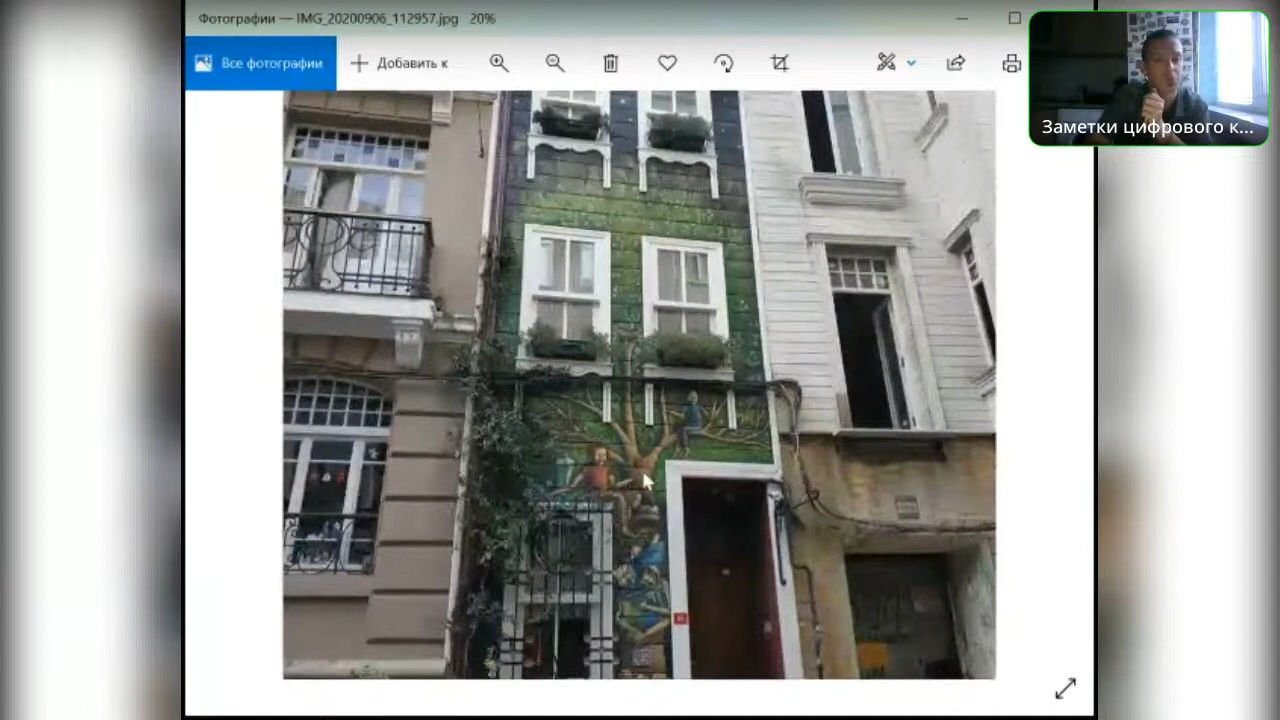 Фотографии — IMG_20200906_112957.jpg 20%
Все фотографии
Добавить к
Заметки цифрового к...